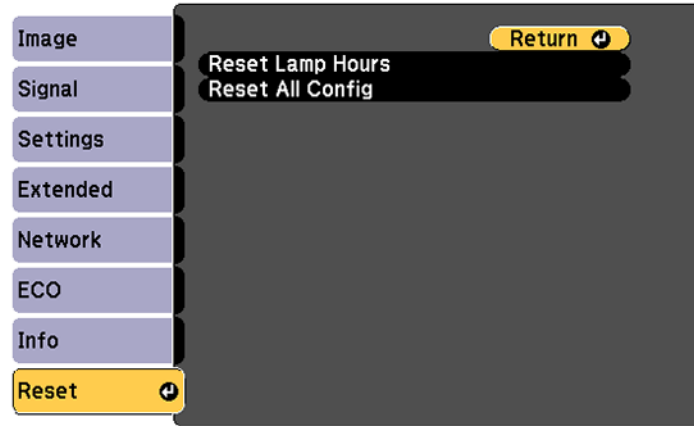 Image
Signal
Settings
Extended
Network
ECO
Info
Reset
Return
Reset Lamp Hours
Reset All Config